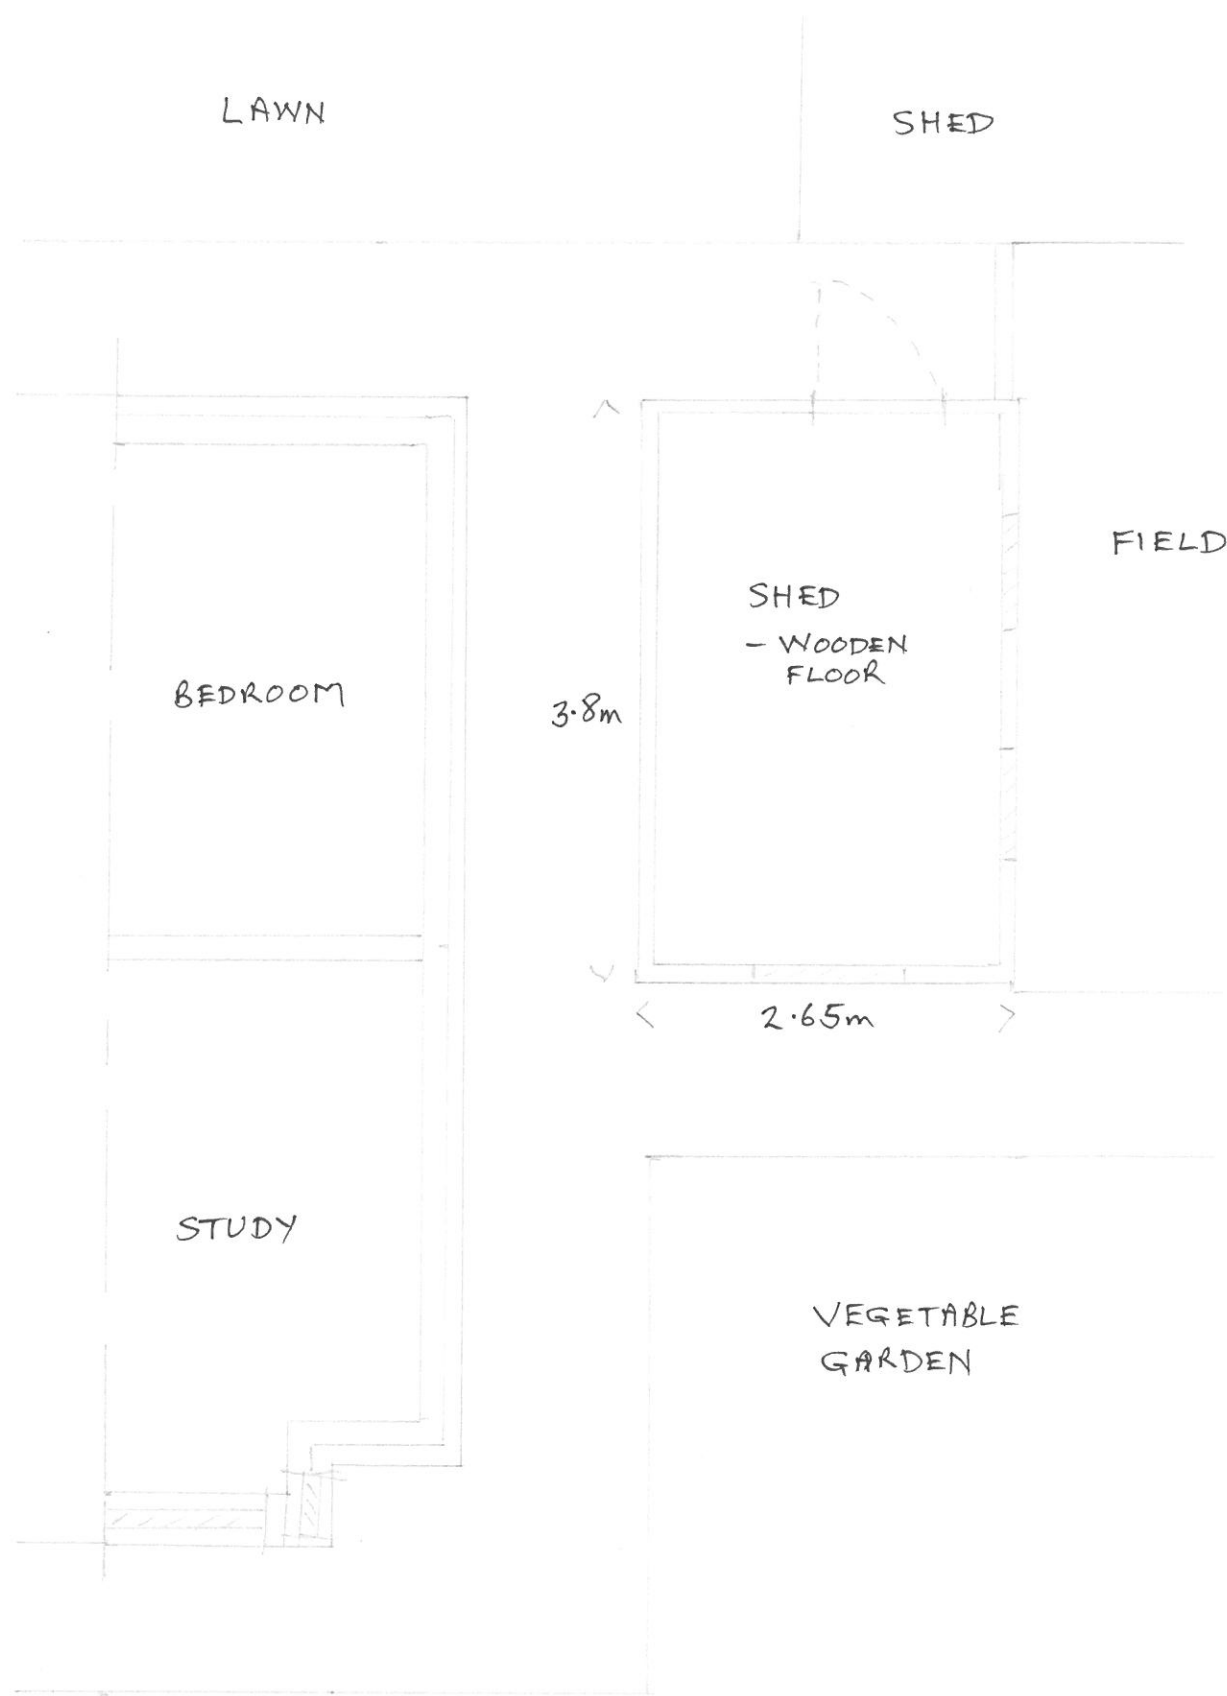 LAWN
SHED
FIELD
SHED
- WOODEN
FLOOR
BEDROOM
3.8m
2.65m
STUDY
VEGETABLE
GARDEN